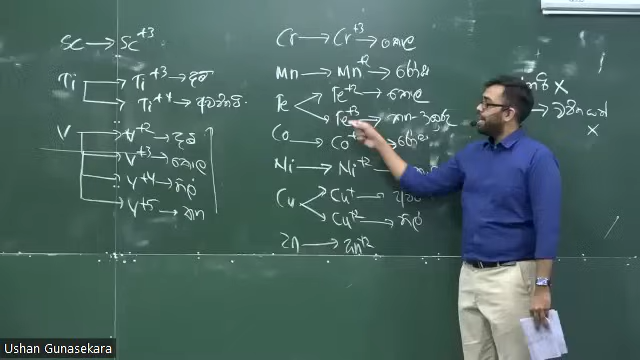 Sc → Sc+3
Ti → Ti+3 → දම්
→ Ti+4 →
V → V+2 → දම්
→ V+3 → කොල
→ V+4 → නිල්
→ V+5 → කහ
Cr → Cr+3 → කොල
Mn → Mn+2 → රෝස
Fe → Fe+2 → කොල
→ Fe+3 → කහ-
Co → Co+ → රෝස
Ni → Ni+2 →
Cu → Cu+ →
→ Cu+2 → නිල්
Zn → Zn+2
x
→
x
Ushan Gunasekara